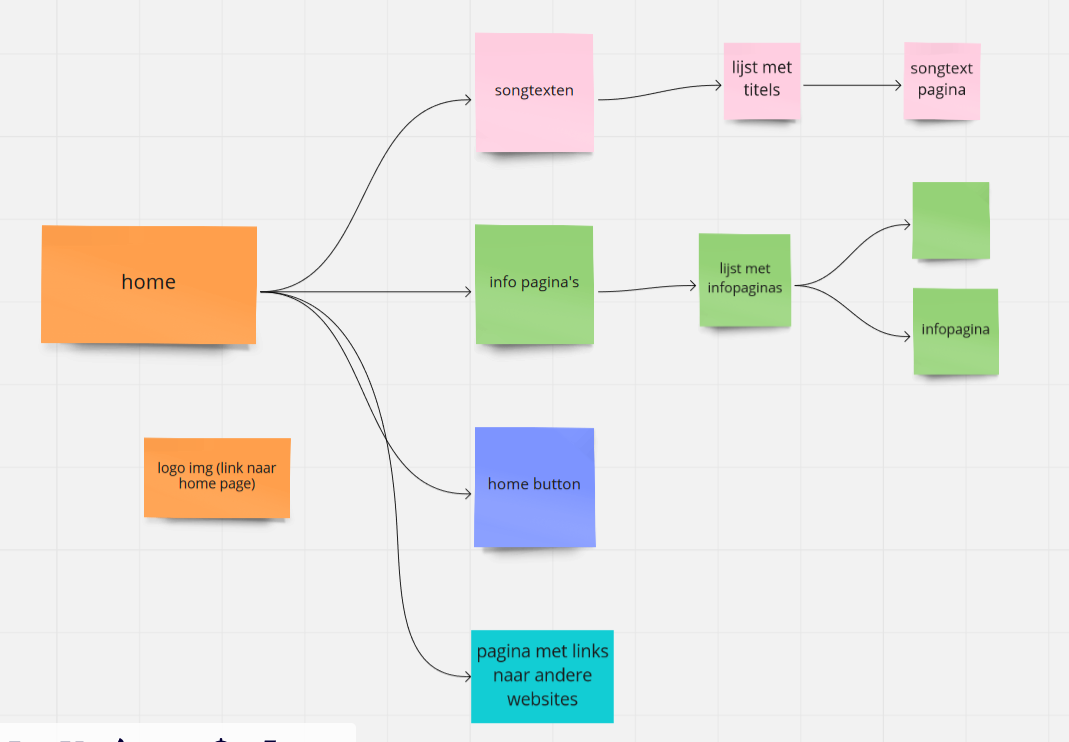 songtexten
lijst met
titels
songtext
pagina
home
info pagina's
lijst met
infopaginas
infopagina
logo img (link naar
home page)
home button
pagina met links
naar andere
websites